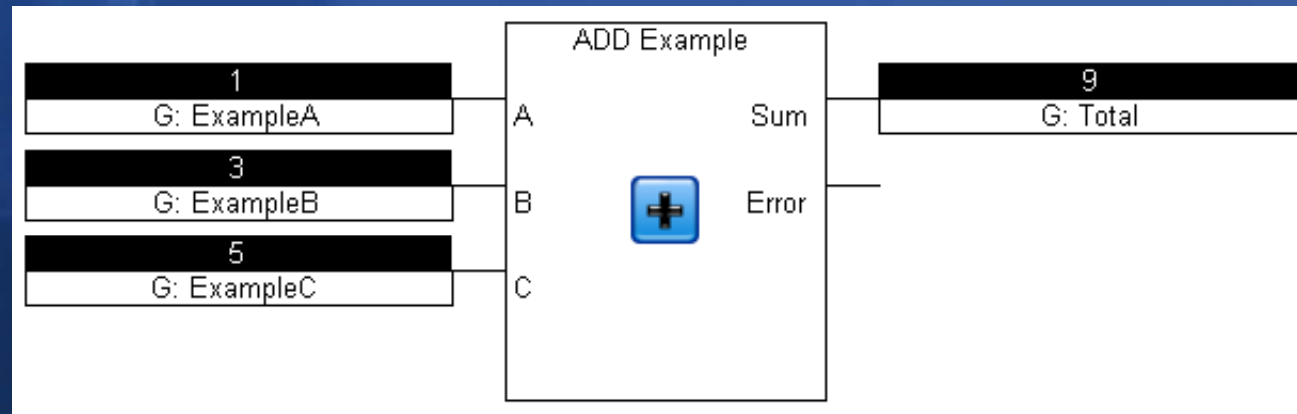 ADD Example
1
G: ExampleA
A
Sum
9
G: Total
3
G: ExampleB
B
Error
5
G: ExampleC
C